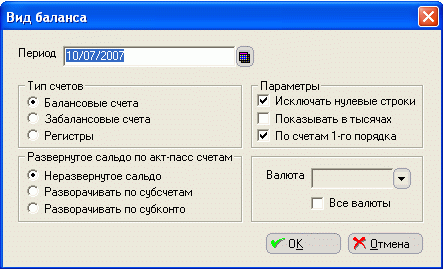 Вид баланса
Период 10/07/2007
Тип счетов
Балансовые счета
Забалансовые счета
Регистры
Параметры
Исключать нулевые строки
Показывать в тысячах
По счетам 1-го порядка
Развернутое сальдо по акт-пасс счетам
Неразвернутое сальдо
Разворачивать по субсчетам
Разворачивать по субконто
Валюта
Все валюты
OK
Отмена